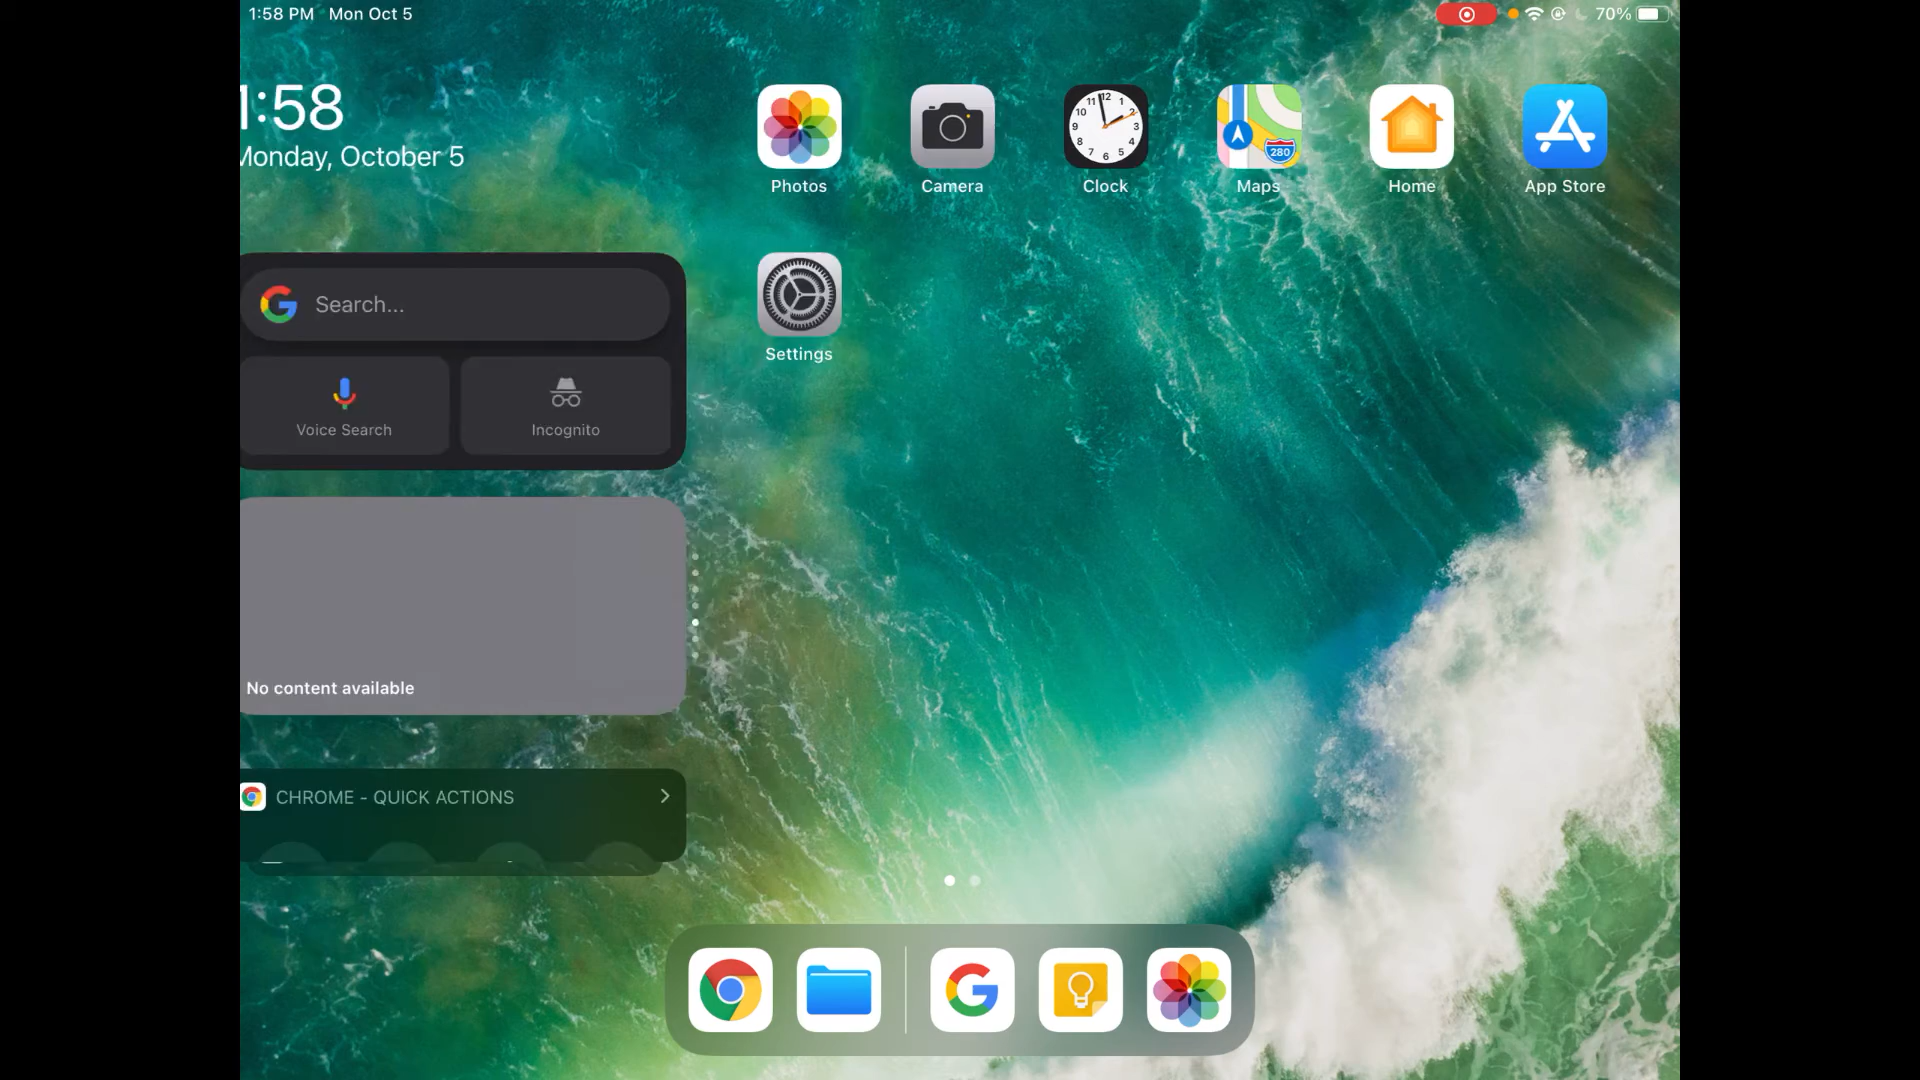 1:58 PM Mon Oct 5
70%
1:58
Monday, October 5
Search...
Voice Search
Incognito
No content available
CHROME - QUICK ACTIONS
Photos
Camera
Clock
Maps
Home
App Store
280
Settings